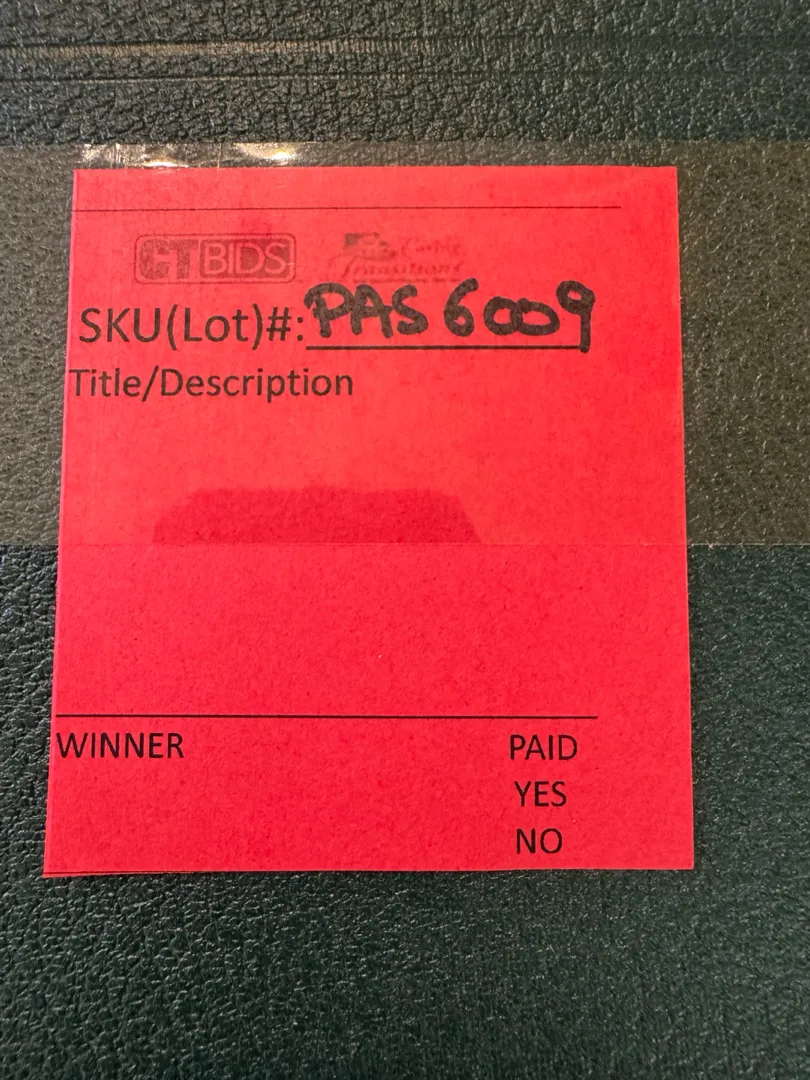 CTBIDS
SKU(Lot)#: PAS 6009
Title/Description
WINNER PAID
YES
NO